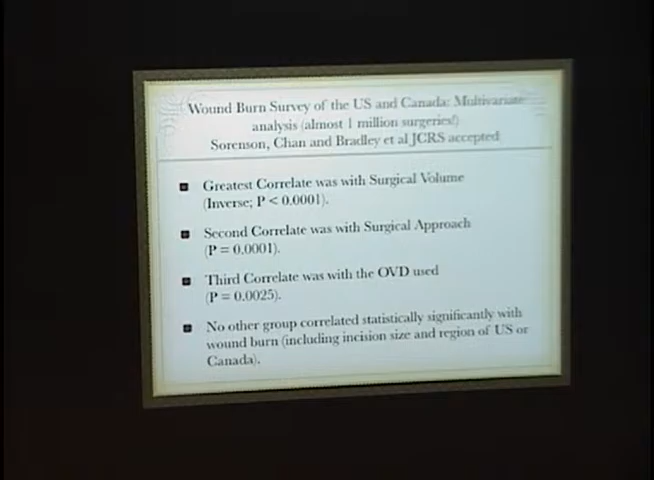 Wound Burn Survey of the US and Canada: Multivariate
analysis (almost 1 million surgeries!)
Sorenson, Chan and Bradley et al JCRS accepted
Greatest Correlate was with Surgical Volume
(Inverse; P < 0.0001).
Second Correlate was with Surgical Approach
(P = 0.0001).
Third Correlate was with the OVD used
(P = 0.0025).
No other group correlated statistically significantly with
wound burn (including incision size and region of US or
Canada).